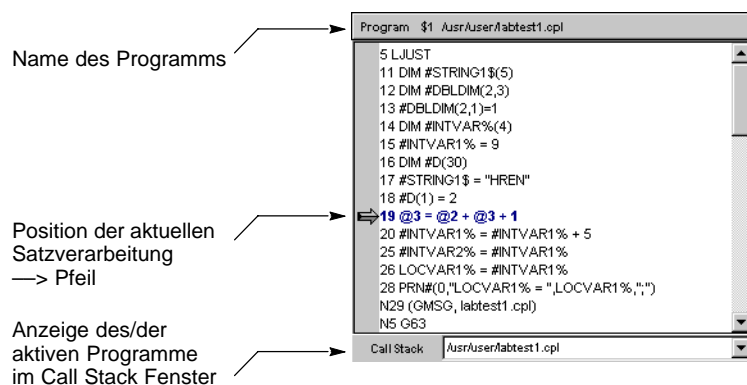 Name des Programms
Program $1 /usr/user/labtest1.cpl
5 LJUST
11 DIM #STRING1$(5)
12 DIM #DBLDIM(2,3)
13 #DBLDIM(2,1)=1
14 DIM #INTVAR%(4)
15 #INTVAR1% = 9
16 DIM #D(30)
17 #STRING1$ = "HREN"
18 #D(1) = 2
19 @3 = @2 + @3 + 1
20 #INTVAR1% = #INTVAR1% + 5
25 #INTVAR2% = #INTVAR1%
26 LOCVAR1% = #INTVAR1%
28 PRN#(0,"LOCVAR1% = ",LOCVAR1%,";")
N29 (GMSG, labtest1.cpl)
N5 G63
Position der aktuellen
Satzverarbeitung
––> Pfeil
Anzeige des/der
aktiven Programme
im Call Stack Fenster
Call Stack /usr/user/labtest1.cpl